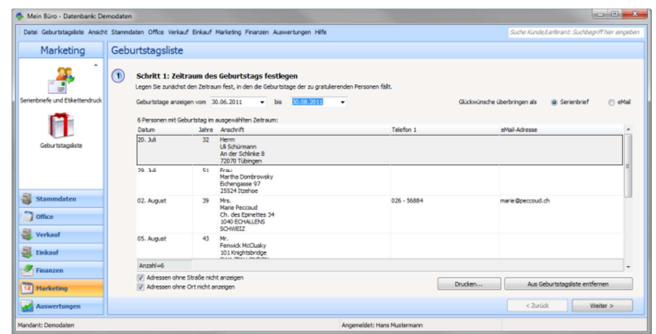 Mein Büro - Datenbank: Demodaten
Datei Geburtstagsliste Ansicht Stammdaten Office Verkauf Einkauf Marketing Finanzen Auswertungen Hilfe
Suche Kunde/Lieferant: Suchbegriff hier eingeben
Marketing
Geburtstagsliste
Serienbriefe und Etikettendruck
Geburtstagsliste
Stammdaten
Office
Verkauf
Einkauf
Finanzen
Marketing
Auswertungen
1 Schritt 1: Zeitraum des Geburtstags festlegen
Legen Sie zunächst den Zeitraum fest, in den die Geburtstage der zu gratulierenden Personen fällt.
Geburtstage anzeigen vom 30.06.2011 bis 30.08.2011 Glückwünsche überbringen als Serienbrief eMail
6 Personen mit Geburtstag im ausgewählten Zeitraum:
Datum Jahre Anschrift Telefon 1 eMail-Adresse
20. Juli 32 Herrn
Uli Schürmann
An der Schlinke 8
72070 Tübingen
29. Juli 51 Frau
Martha Dombrowsky
Eichengasse 97
25524 Itzehoe
02. August 39 Mrs. 026 - 56884 marie@peccoud.ch
Marie Peccoud
Ch. des Epinettes 34
1040 ECHALLENS
SCHWEIZ
05. August 43 Mr.
Fenwick McClusky
101 Knightsbridge
Anzahl=6
Adressen ohne Straße nicht anzeigen
Adressen ohne Ort nicht anzeigen
Drucken... Aus Geburtstagsliste entfernen
< Zurück Weiter >
Mandant: Demodaten Angemeldet: Hans Mustermann